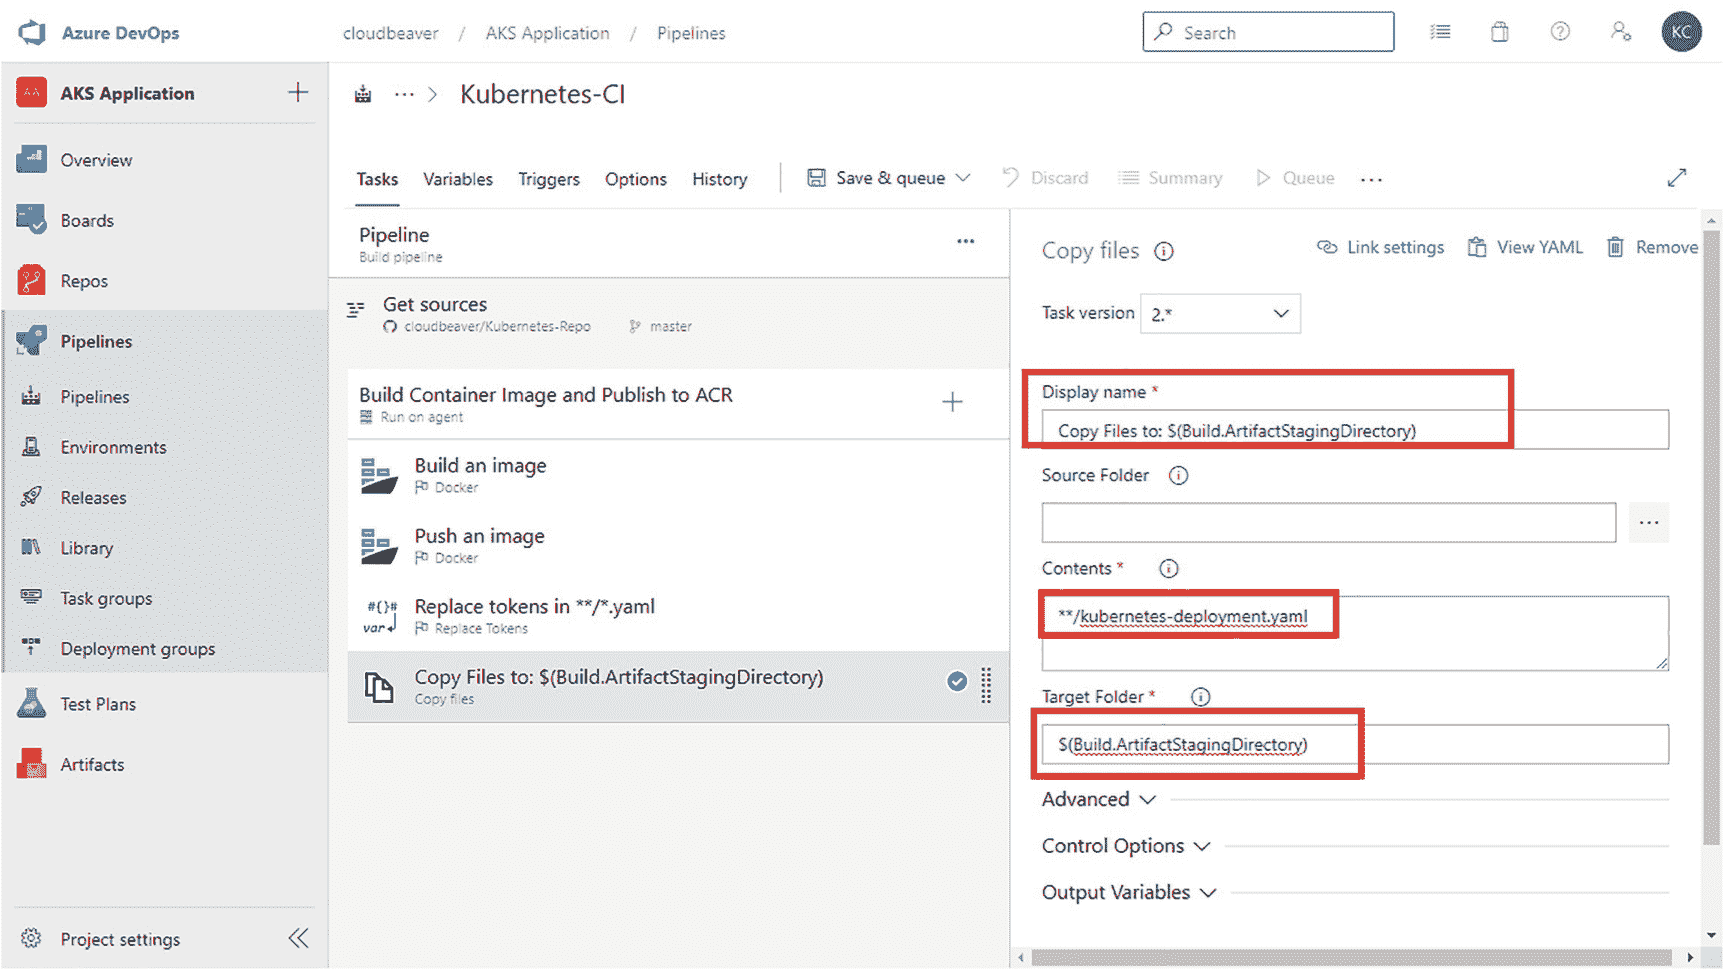 Azure DevOps
cloudbeaver / AKS Application / Pipelines
Search
KC
AKS Application
Overview
Boards
Repos
Pipelines
Pipelines
Environments
Releases
Library
Task groups
Deployment groups
Test Plans
Artifacts
Project settings
... > Kubernetes-CI
Tasks Variables Triggers Options History
Save & queue Discard Summary Queue ...
Pipeline
Build pipeline
...
Get sources
cloudbeaver/Kubernetes-Repo master
Build Container Image and Publish to ACR
Run on agent
Build an image
Docker
Push an image
Docker
#{}#
var
Replace tokens in **/*.yaml
Replace Tokens
Copy Files to: $(Build.ArtifactStagingDirectory)
Copy files
Copy files
Link settings View YAML Remove
Task version 2.*
Display name *
Copy Files to: $(Build.ArtifactStagingDirectory)
Source Folder
...
Contents *
**/kubernetes-deployment.yaml
Target Folder *
$(Build.ArtifactStagingDirectory)
Advanced
Control Options
Output Variables